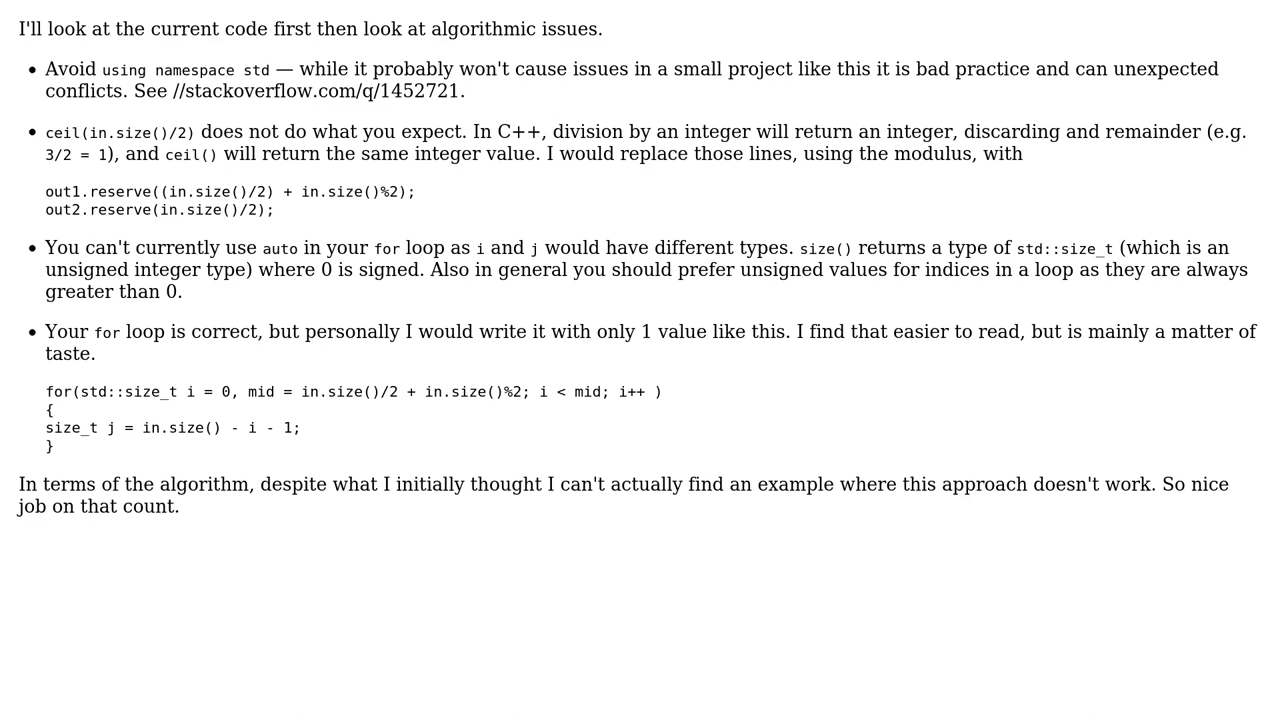 I'll look at the current code first then look at algorithmic issues.
Avoid using namespace std — while it probably won't cause issues in a small project like this it is bad practice and can unexpected
conflicts. See //stackoverflow.com/q/1452721.
ceil(in.size()/2) does not do what you expect. In C++, division by an integer will return an integer, discarding and remainder (e.g.
3/2 = 1), and ceil() will return the same integer value. I would replace those lines, using the modulus, with
out1.reserve((in.size()/2) + in.size()%2);
out2.reserve(in.size()/2);
You can't currently use auto in your for loop as i and j would have different types. size() returns a type of std::size_t (which is an
unsigned integer type) where 0 is signed. Also in general you should prefer unsigned values for indices in a loop as they are always
greater than 0.
Your for loop is correct, but personally I would write it with only 1 value like this. I find that easier to read, but is mainly a matter of
taste.
for(std::size_t i = 0, mid = in.size()/2 + in.size()%2; i < mid; i++ )
{
size_t j = in.size() - i - 1;
}
In terms of the algorithm, despite what I initially thought I can't actually find an example where this approach doesn't work. So nice
job on that count.